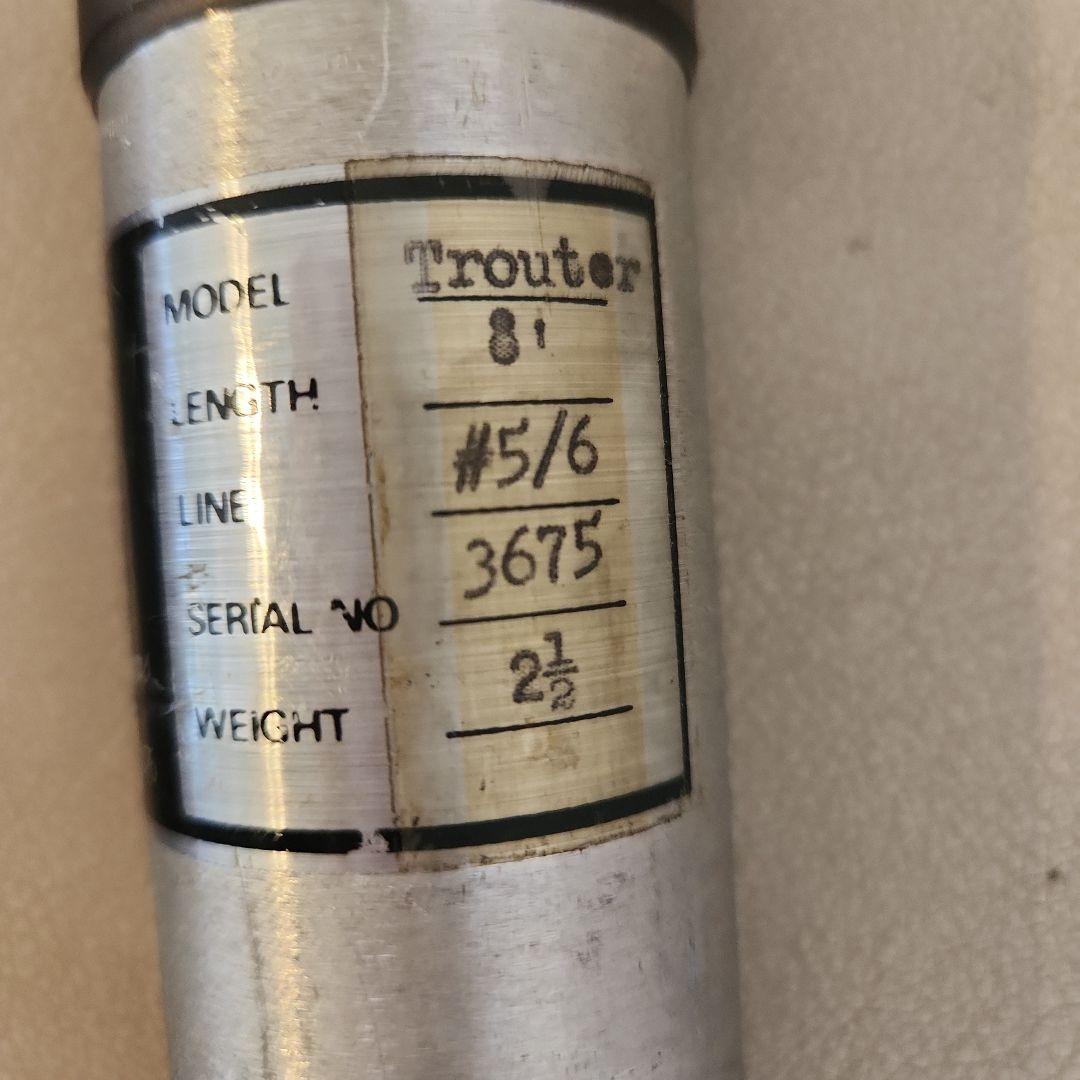 MODEL Trouter
LENGTH 8'
LINE #5/6
SERIAL NO 3675
WEIGHT 2½